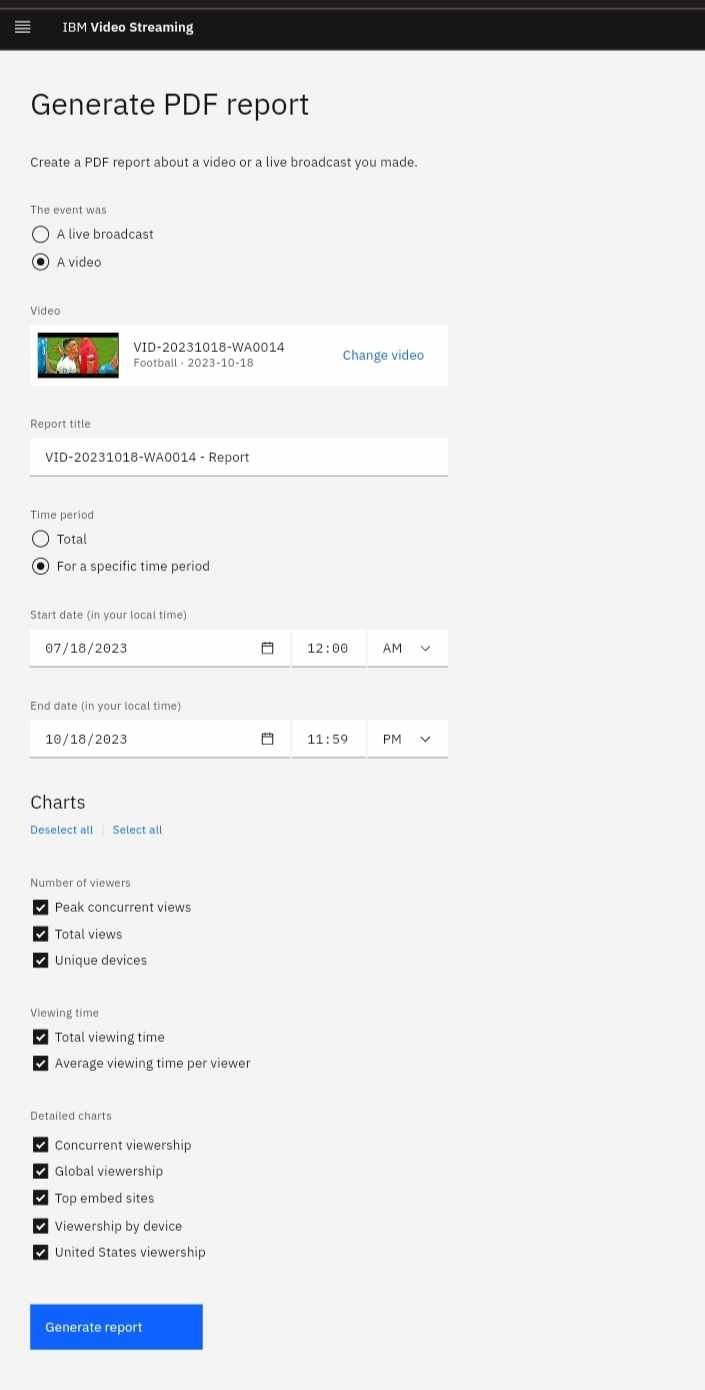 IBM Video Streaming
Generate PDF report
Create a PDF report about a video or a live broadcast you made.
The event was
A live broadcast
A video
Video
VID-20231018-WA0014
Football · 2023-10-18
Change video
Report title
VID-20231018-WA0014 - Report
Time period
Total
For a specific time period
Start date (in your local time)
07/18/2023 12:00 AM
End date (in your local time)
10/18/2023 11:59 PM
Charts
Deselect all Select all
Number of viewers
Peak concurrent views
Total views
Unique devices
Viewing time
Total viewing time
Average viewing time per viewer
Detailed charts
Concurrent viewership
Global viewership
Top embed sites
Viewership by device
United States viewership
Generate report